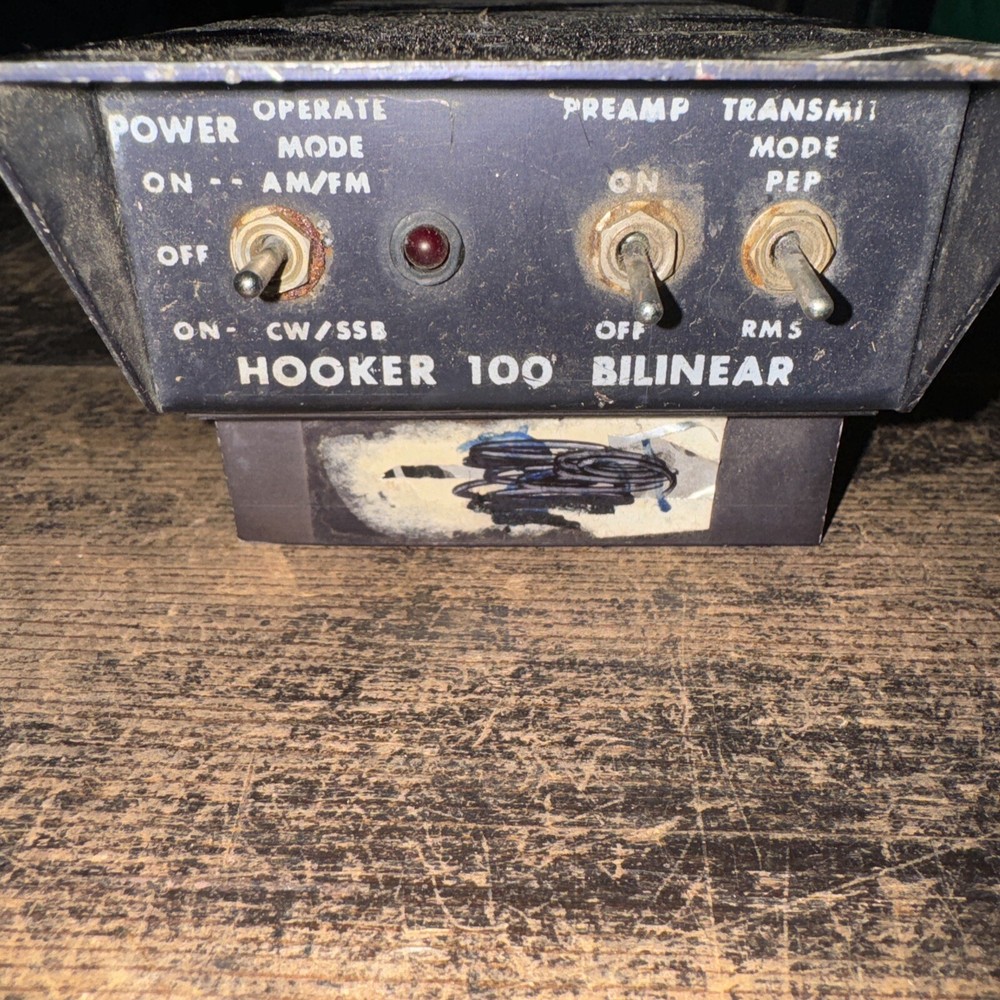 POWER OPERATE MODE PREAMP TRANSMIT MODE
ON -- AM/FM ON PEP
OFF
ON- CW/SSB OFF RMS
HOOKER 100 BILINEAR